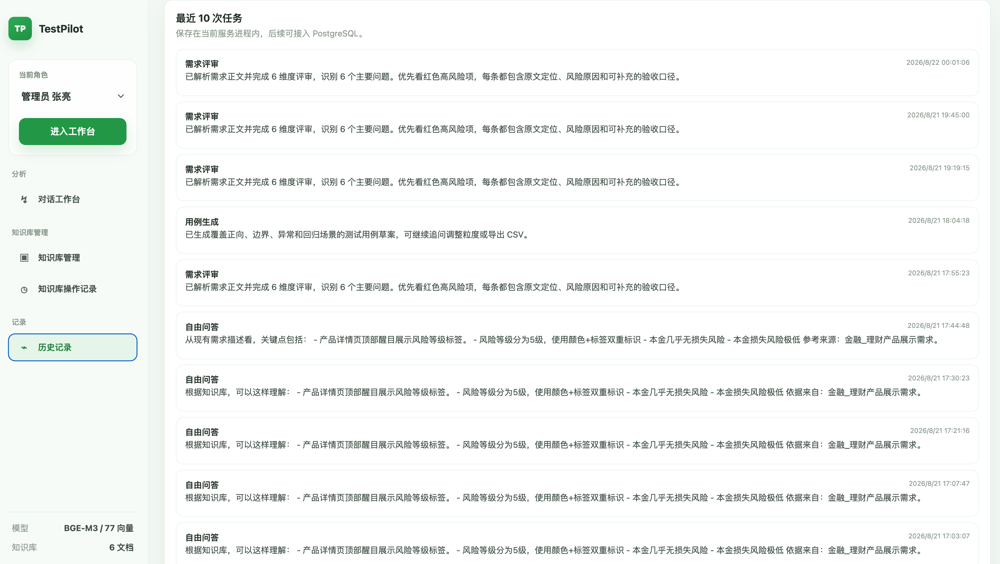 TP TestPilot
当前角色
管理员 张亮
进入工作台
分析
对话工作台
知识库管理
知识库管理
知识库操作记录
记录
历史记录
模型 BGE-M3 / 77 向量
知识库 6 文档
最近 10 次任务
保存在当前服务进程内，后续可接入 PostgreSQL。
需求评审 2026/8/22 00:01:06
已解析需求正文并完成 6 维度评审，识别 6 个主要问题。优先看红色高风险项，每条都包含原文定位、风险原因和可补充的验收口径。
需求评审 2026/8/21 19:45:00
已解析需求正文并完成 6 维度评审，识别 6 个主要问题。优先看红色高风险项，每条都包含原文定位、风险原因和可补充的验收口径。
需求评审 2026/8/21 19:19:15
已解析需求正文并完成 6 维度评审，识别 6 个主要问题。优先看红色高风险项，每条都包含原文定位、风险原因和可补充的验收口径。
用例生成 2026/8/21 18:04:18
已生成覆盖正向、边界、异常和回归场景的测试用例草案，可继续追问调整粒度或导出 CSV。
需求评审 2026/8/21 17:55:23
已解析需求正文并完成 6 维度评审，识别 6 个主要问题。优先看红色高风险项，每条都包含原文定位、风险原因和可补充的验收口径。
自由问答 2026/8/21 17:44:48
从现有需求描述看，关键点包括： - 产品详情页顶部醒目展示风险等级标签。 - 风险等级分为5级，使用颜色+标签双重标识 - 本金几乎无损失风险 - 本金损失风险极低 参考来源：金融_理财产品展示需求。
自由问答 2026/8/21 17:30:23
根据知识库，可以这样理解： - 产品详情页顶部醒目展示风险等级标签。 - 风险等级分为5级，使用颜色+标签双重标识 - 本金几乎无损失风险 - 本金损失风险极低 依据来自：金融_理财产品展示需求。
自由问答 2026/8/21 17:21:16
根据知识库，可以这样理解： - 产品详情页顶部醒目展示风险等级标签。 - 风险等级分为5级，使用颜色+标签双重标识 - 本金几乎无损失风险 - 本金损失风险极低 依据来自：金融_理财产品展示需求。
自由问答 2026/8/21 17:07:47
根据知识库，可以这样理解： - 产品详情页顶部醒目展示风险等级标签。 - 风险等级分为5级，使用颜色+标签双重标识 - 本金几乎无损失风险 - 本金损失风险极低 依据来自：金融_理财产品展示需求。
自由问答 2026/8/21 17:03:07
根据知识库，可以这样理解： - 产品详情页顶部醒目展示风险等级标签。 - 风险等级分为5级，使用颜色+标签双重标识 - 本金几乎无损失风险 - 本金损失风险极低 依据来自：金融_理财产品展示需求。